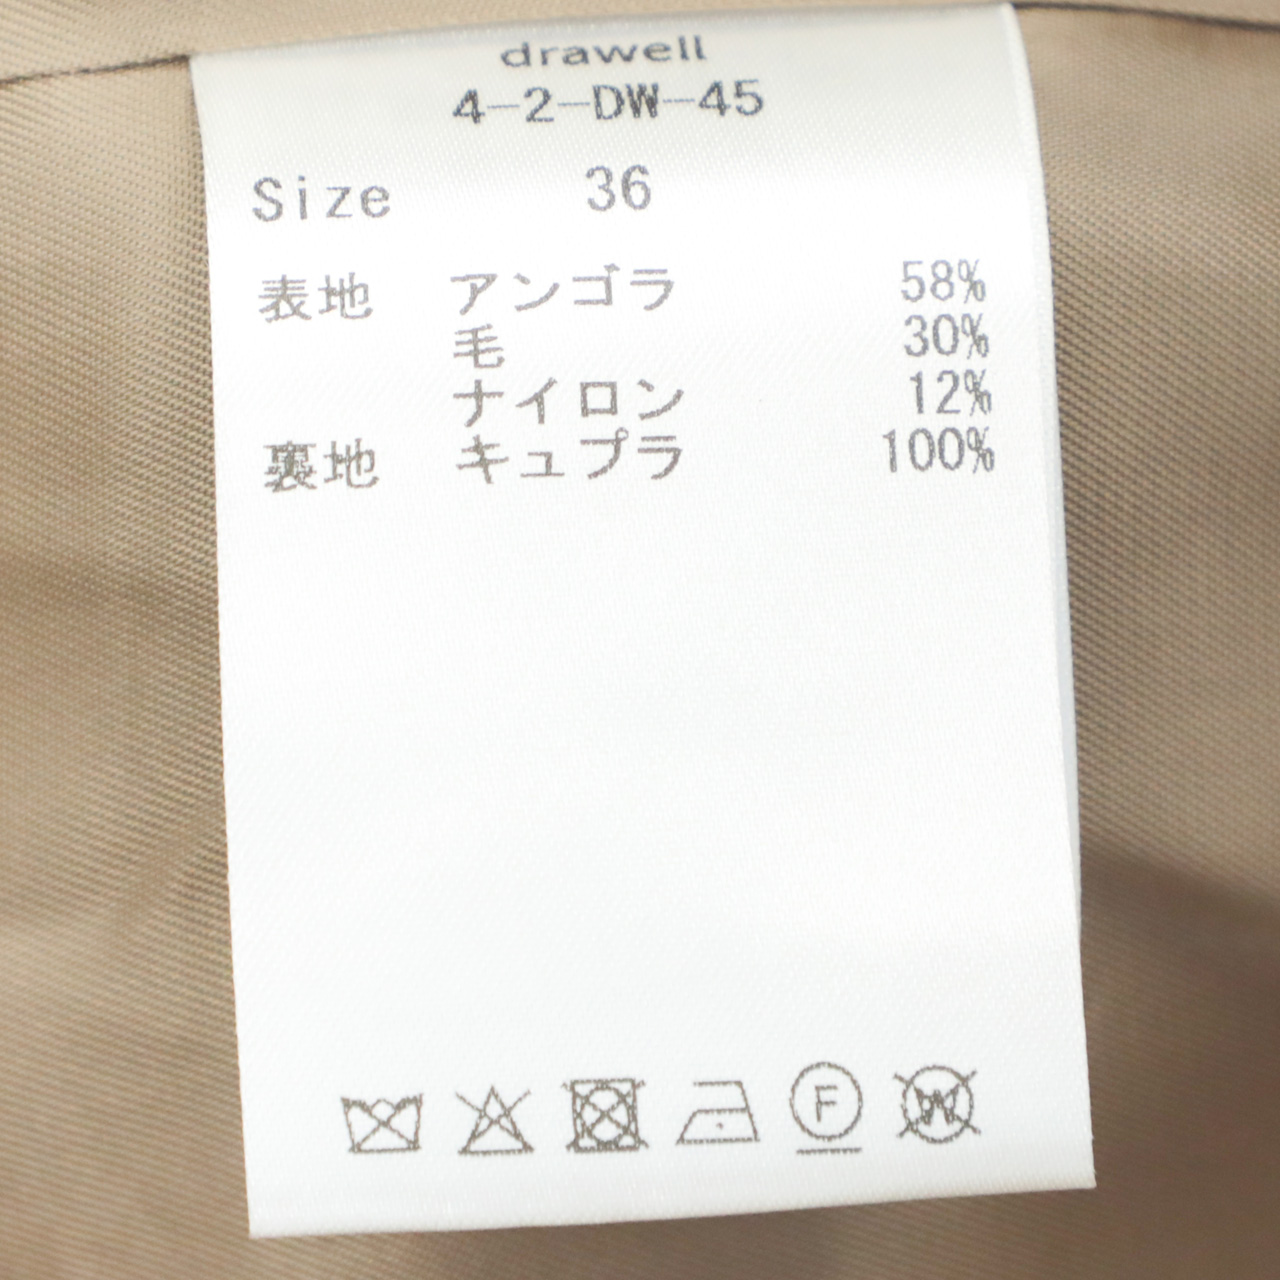 drawell
4-2-DW-45
Size 36
表地 アンゴラ 58%
毛 30%
ナイロン 12%
裏地 キュプラ 100%
F
W